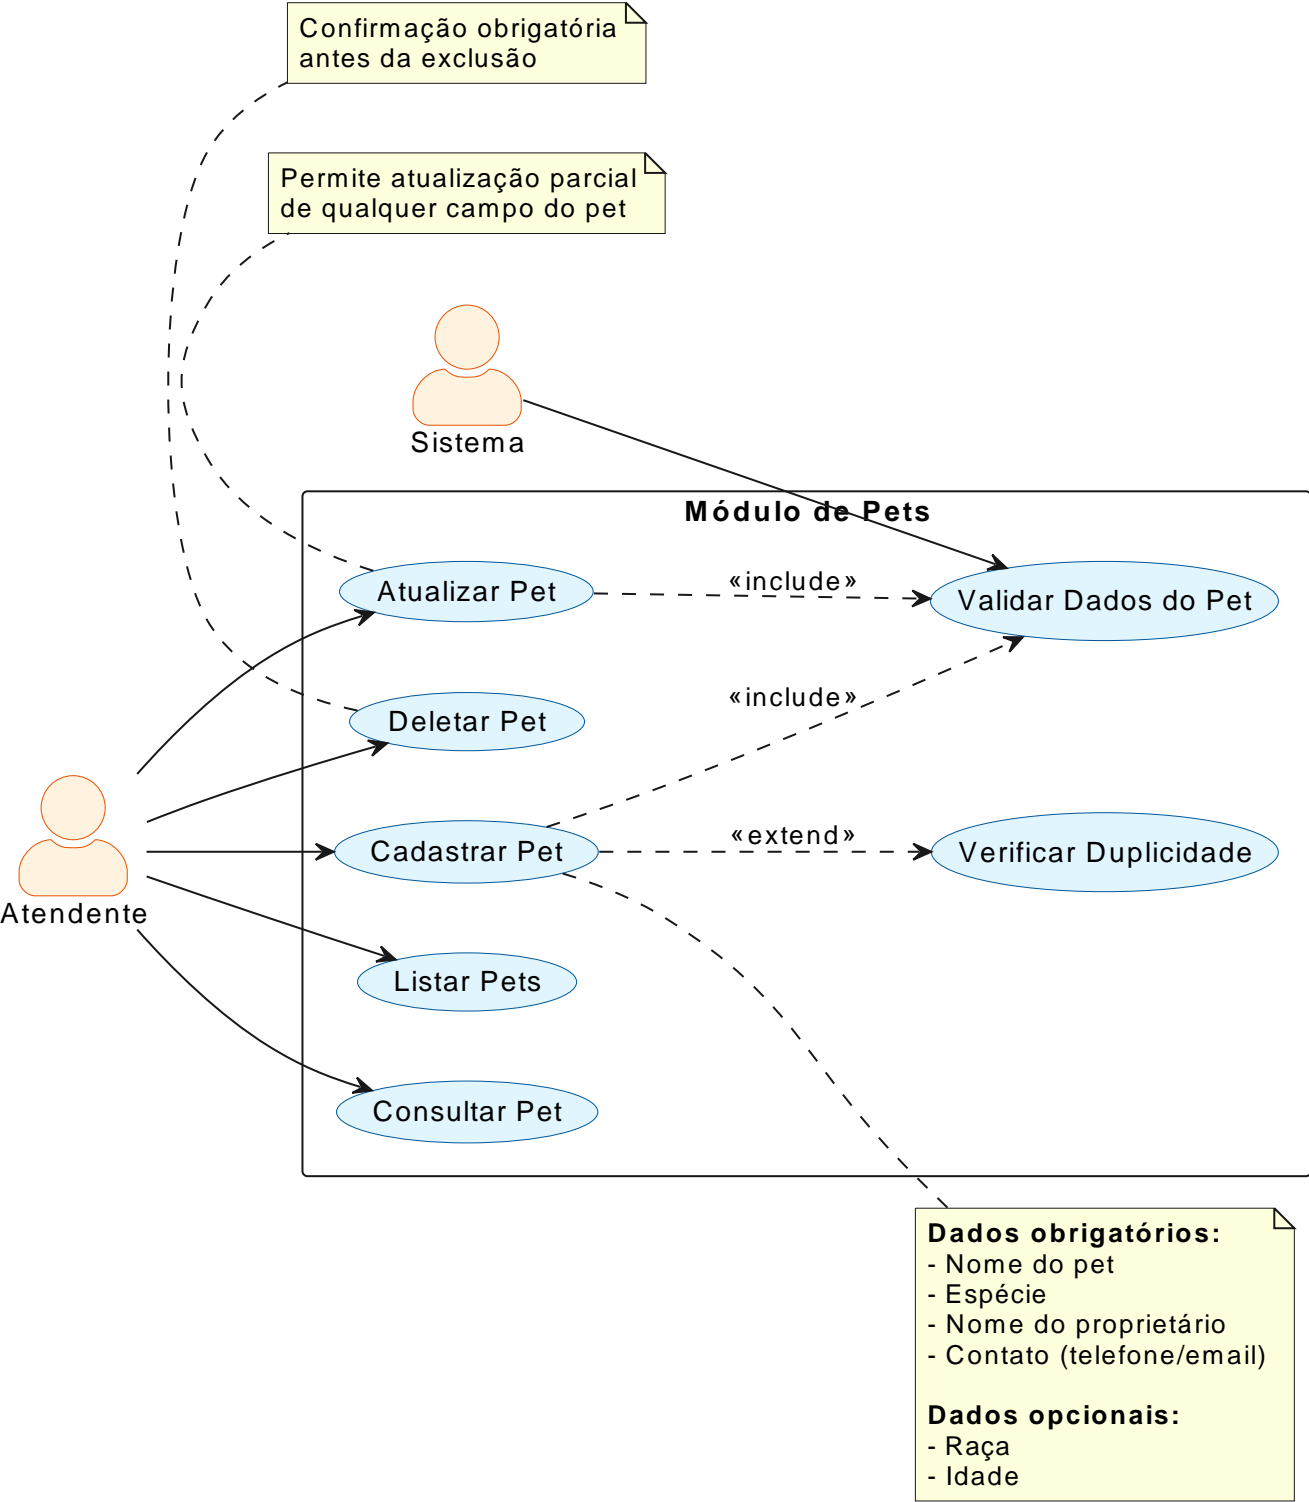 Confirmação obrigatória
antes da exclusão
Permite atualização parcial
de qualquer campo do pet
Sistema
Módulo de Pets
Atualizar Pet
«include»
Validar Dados do Pet
«include»
Deletar Pet
Cadastrar Pet
«extend»
Verificar Duplicidade
Atendente
Listar Pets
Consultar Pet
Dados obrigatórios:
- Nome do pet
- Espécie
- Nome do proprietário
- Contato (telefone/email)
Dados opcionais:
- Raça
- Idade